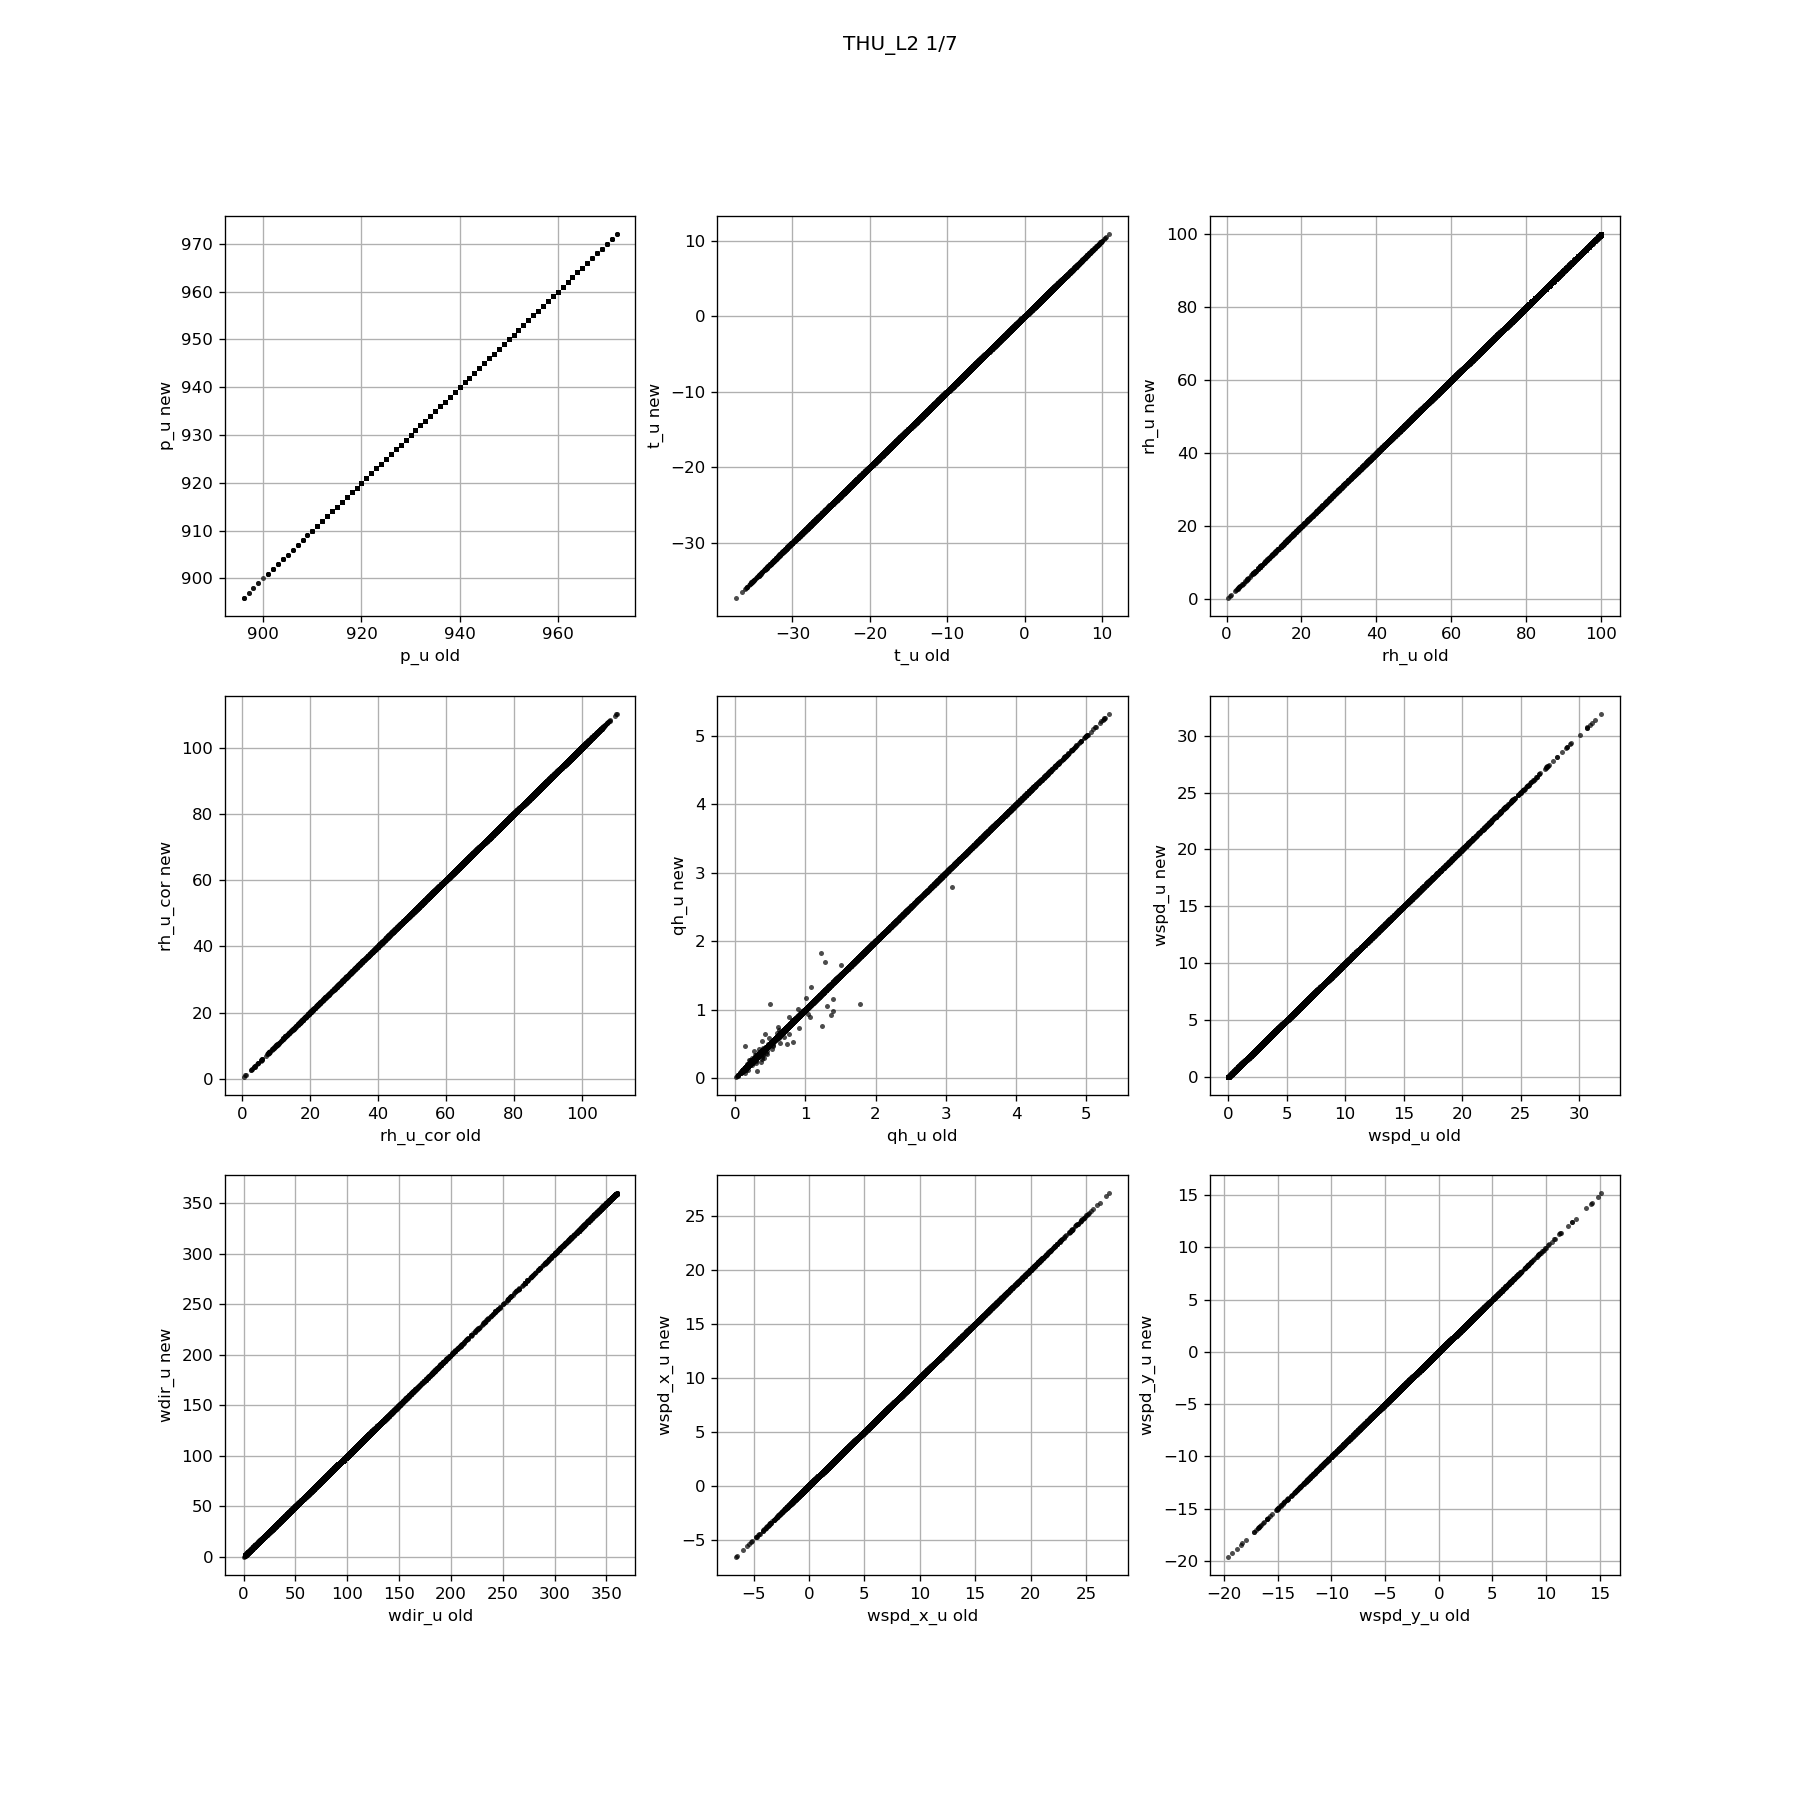 THU_L2 1/7
970
960
950
940
930
920
910
900
p_u new
900 920 940 960
p_u old
10
0
−10
−20
−30
t_u new
−30 −20 −10 0 10
t_u old
100
80
60
40
20
0
rh_u new
0 20 40 60 80 100
rh_u old
100
80
60
40
20
0
rh_u_cor new
0 20 40 60 80 100
rh_u_cor old
5
4
3
2
1
0
qh_u new
0 1 2 3 4 5
qh_u old
30
25
20
15
10
5
0
wspd_u new
0 5 10 15 20 25 30
wspd_u old
350
300
250
200
150
100
50
0
wdir_u new
0 50 100 150 200 250 300 350
wdir_u old
25
20
15
10
5
0
−5
wspd_x_u new
−5 0 5 10 15 20 25
wspd_x_u old
15
10
5
0
−5
−10
−15
−20
wspd_y_u new
−20 −15 −10 −5 0 5 10 15
wspd_y_u old